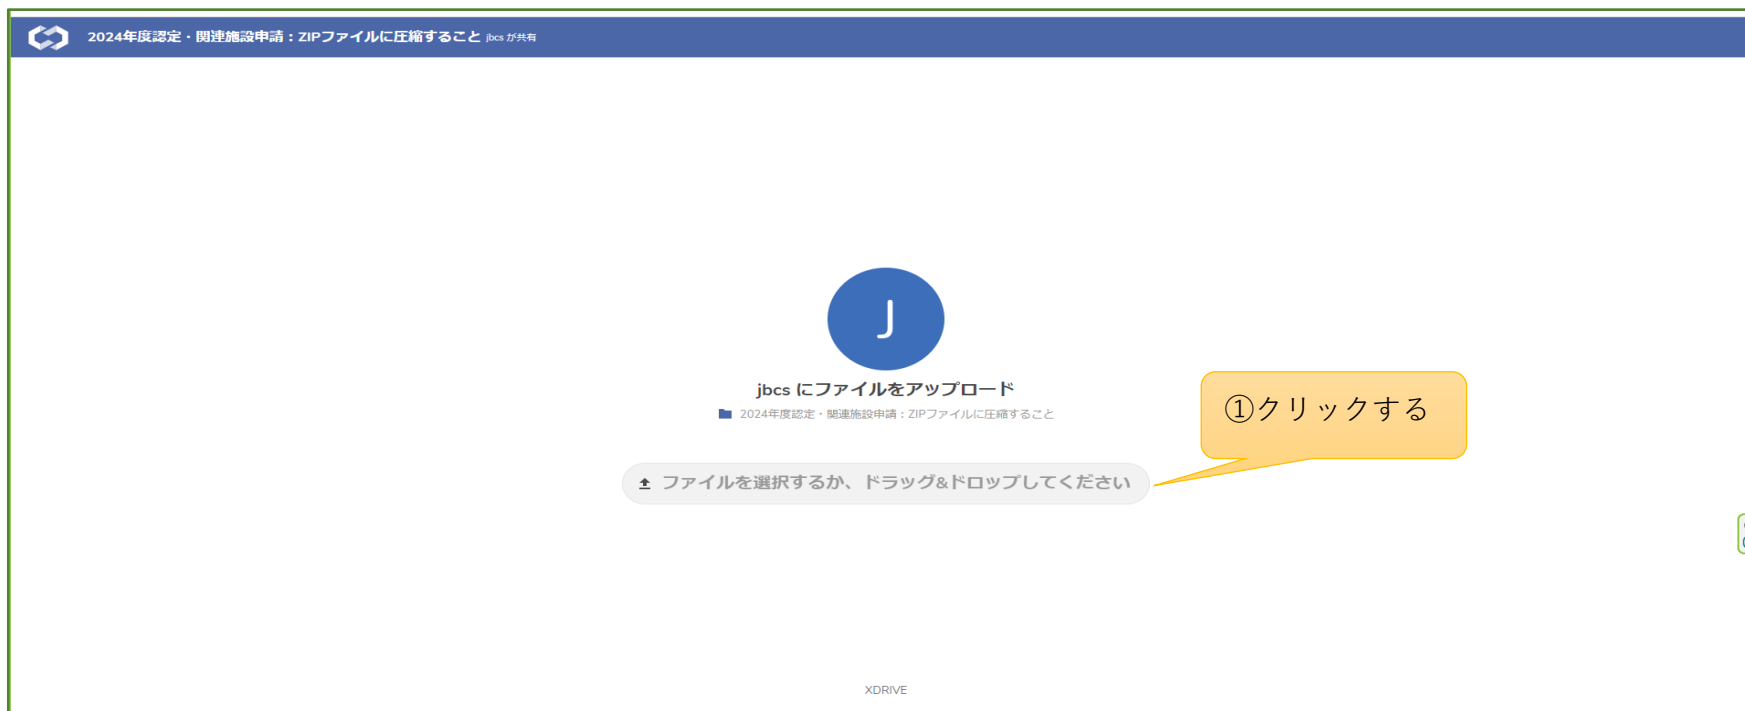 2024年度認定・関連施設申請：ZIPファイルに圧縮すること jbcs が共有
J
jbcs にファイルをアップロード
2024年度認定・関連施設申請：ZIPファイルに圧縮すること
①クリックする
ファイルを選択するか、ドラッグ&ドロップしてください
XDRIVE